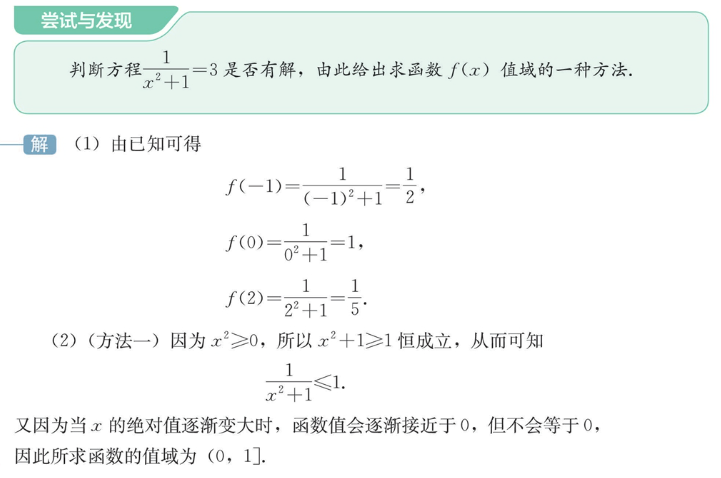 尝试与发现
判断方程\frac{1}{x^2+1}=3 是否有解，由此给出求函数 f(x) 值域的一种方法.
解 （1）由已知可得
f(-1)=\frac{1}{(-1)^2+1}=\frac{1}{2},
f(0)=\frac{1}{0^2+1}=1,
f(2)=\frac{1}{2^2+1}=\frac{1}{5}.
（2）（方法一）因为 x^2≥0，所以 x^2+1≥1 恒成立，从而可知
\frac{1}{x^2+1}≤1.
又因为当 x 的绝对值逐渐变大时，函数值会逐渐接近于 0，但不会等于 0，
因此所求函数的值域为（0，1].